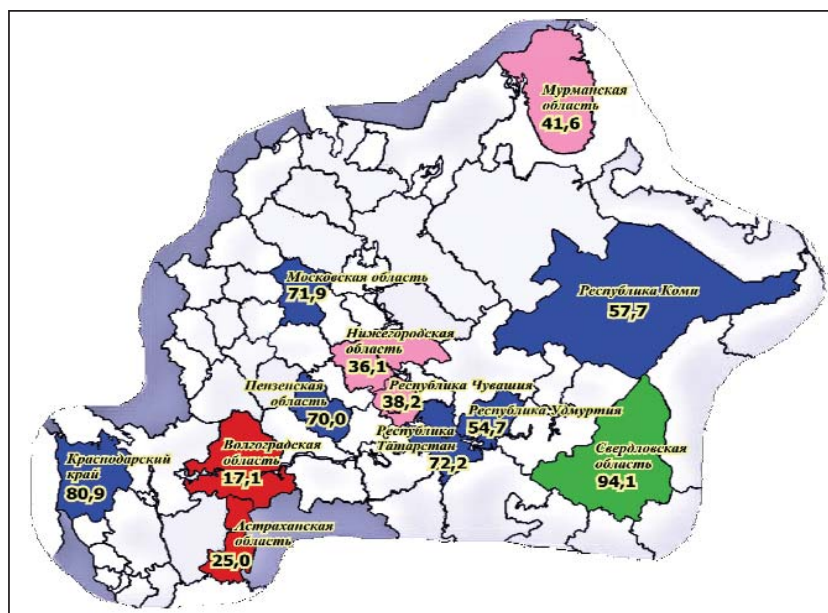 Мурманская
область
41,6
Московская область
71,9
Республика Коми
57,7
Нижегородская
область
36,1
Пензенская
область
70,0
Республика Чувашия
38,2
Республика Удмуртия
54,7
Республика
Татарстан
72,2
Свердловская
область
94,1
Волгоградская
область
17,1
Краснодарский
край
80,9
Астраханская
область
25,0